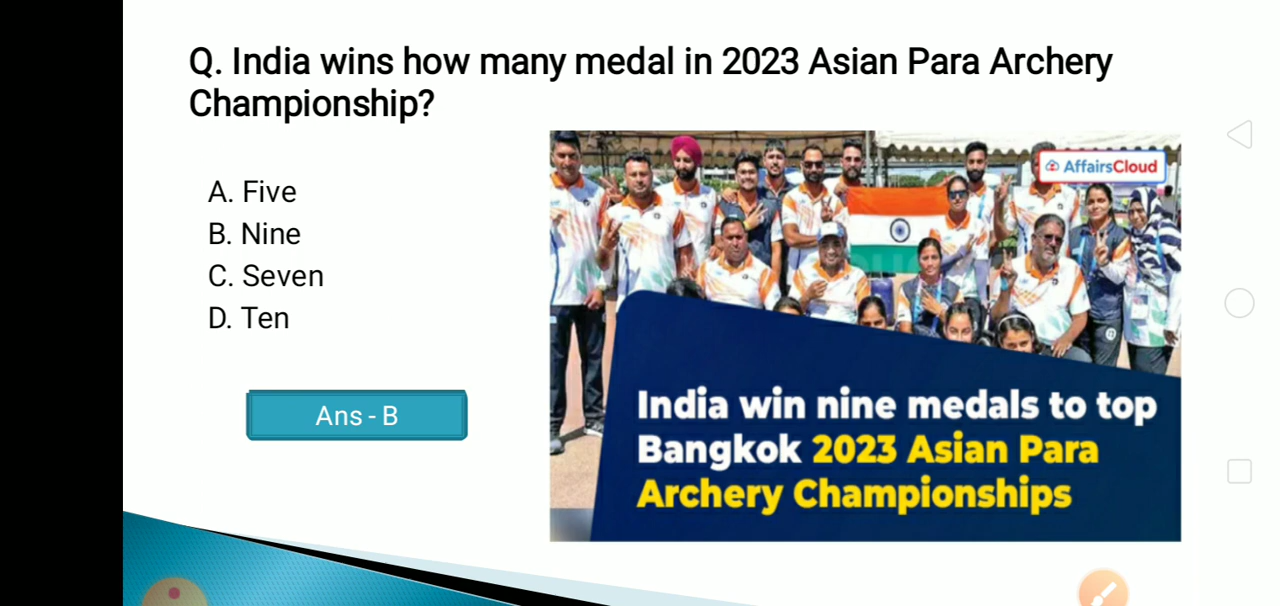 Q. India wins how many medal in 2023 Asian Para Archery
Championship?
A. Five
B. Nine
C. Seven
D. Ten
Ans - B
AffairsCloud
India win nine medals to top
Bangkok 2023 Asian Para
Archery Championships